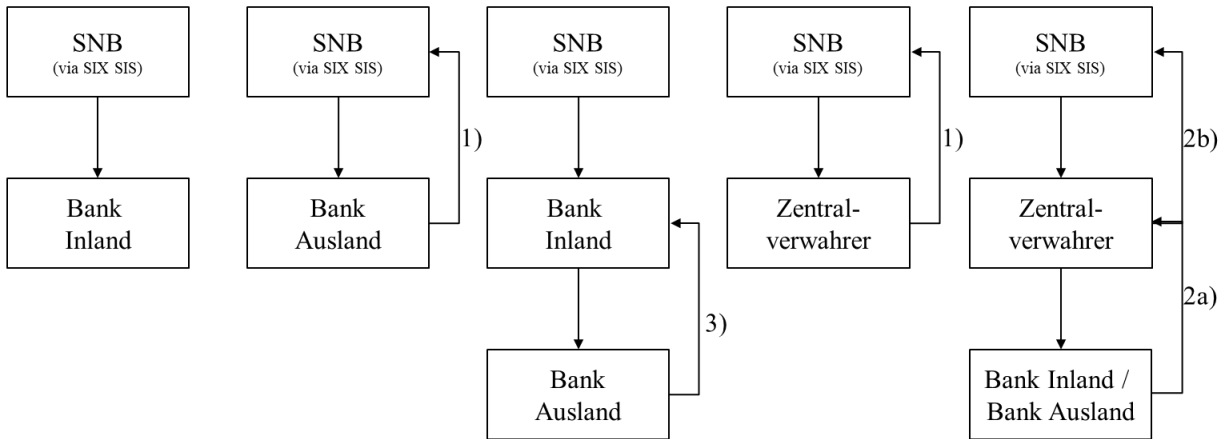 SNB
(via SIX SIS)
Bank
Inland
SNB
(via SIX SIS)
1)
Bank
Ausland
SNB
(via SIX SIS)
Bank
Inland
3)
Bank
Ausland
SNB
(via SIX SIS)
1)
Zentral-
verwahrer
SNB
(via SIX SIS)
2b)
Zentral-
verwahrer
2a)
Bank Inland /
Bank Ausland